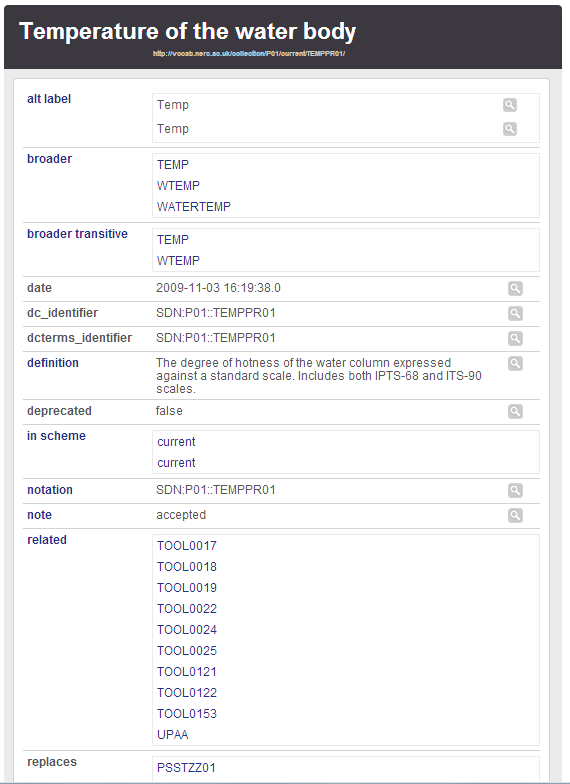 Temperature of the water body
http://vocab.nerc.ac.uk/collection/P01/current/TEMPPR01/
alt label
Temp
Temp
broader
TEMP
WTEMP
WATERTEMP
broader transitive
TEMP
WTEMP
date 2009-11-03 16:19:38.0
dc_identifier SDN:P01::TEMPPR01
dcterms_identifier SDN:P01::TEMPPR01
definition The degree of hotness of the water column expressed
against a standard scale. Includes both IPTS-68 and ITS-90
scales.
deprecated false
in scheme
current
current
notation SDN:P01::TEMPPR01
note accepted
related
TOOL0017
TOOL0018
TOOL0019
TOOL0022
TOOL0024
TOOL0025
TOOL0121
TOOL0122
TOOL0153
UPAA
replaces
PSSTZZ01